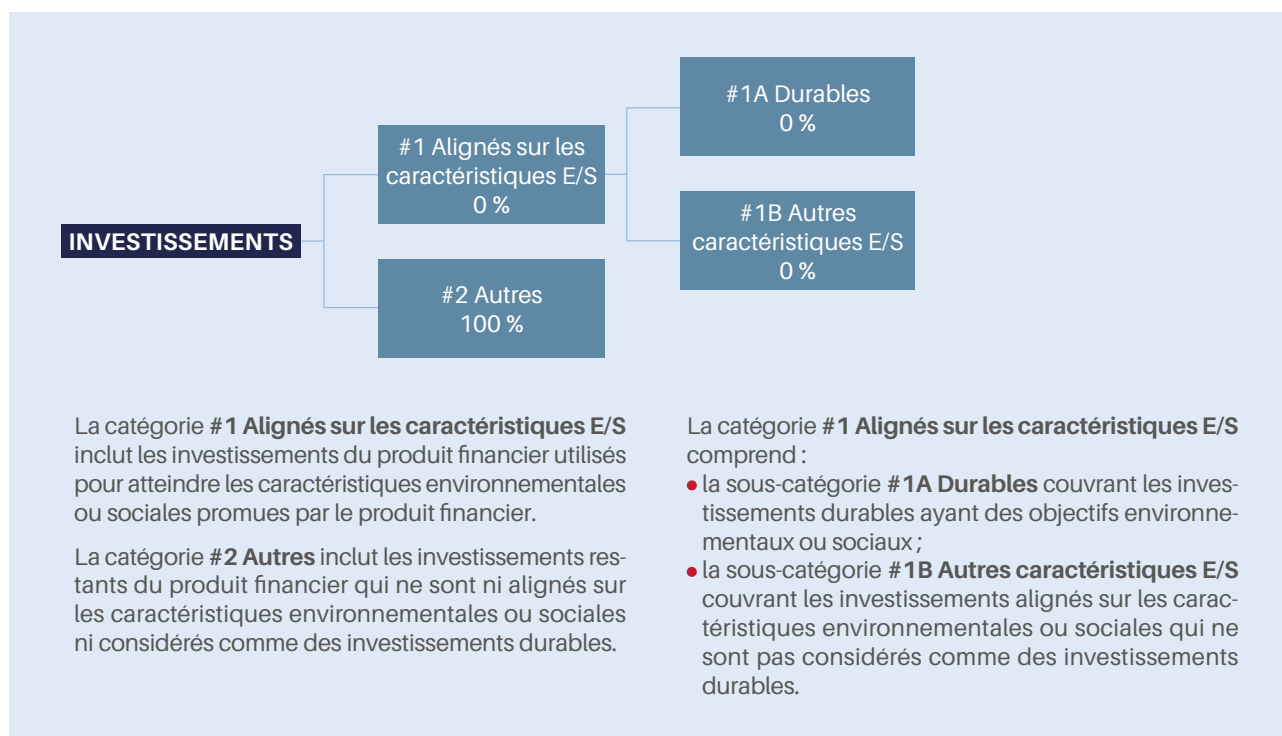 #1A Durables
0 %
#1 Alignés sur les
caractéristiques E/S
0 %
#1B Autres
caractéristiques E/S
0 %
INVESTISSEMENTS
#2 Autres
100 %
La catégorie #1 Alignés sur les caractéristiques E/S
inclut les investissements du produit financier utilisés
pour atteindre les caractéristiques environnementales
ou sociales promues par le produit financier.
La catégorie #2 Autres inclut les investissements res-
tants du produit financier qui ne sont ni alignés sur
les caractéristiques environnementales ou sociales
ni considérés comme des investissements durables.
La catégorie #1 Alignés sur les caractéristiques E/S
comprend :
• la sous-catégorie #1A Durables couvrant les inves-
tissements durables ayant des objectifs environne-
mentaux ou sociaux ;
• la sous-catégorie #1B Autres caractéristiques E/S
couvrant les investissements alignés sur les carac-
téristiques environnementales ou sociales qui ne
sont pas considérés comme des investissements
durables.